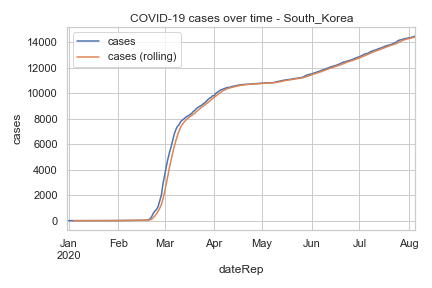 COVID-19 cases over time - South_Korea
cases
cases (rolling)
14000
12000
10000
8000
6000
4000
2000
0
cases
Jan Feb Mar Apr May Jun Jul Aug
2020
dateRep